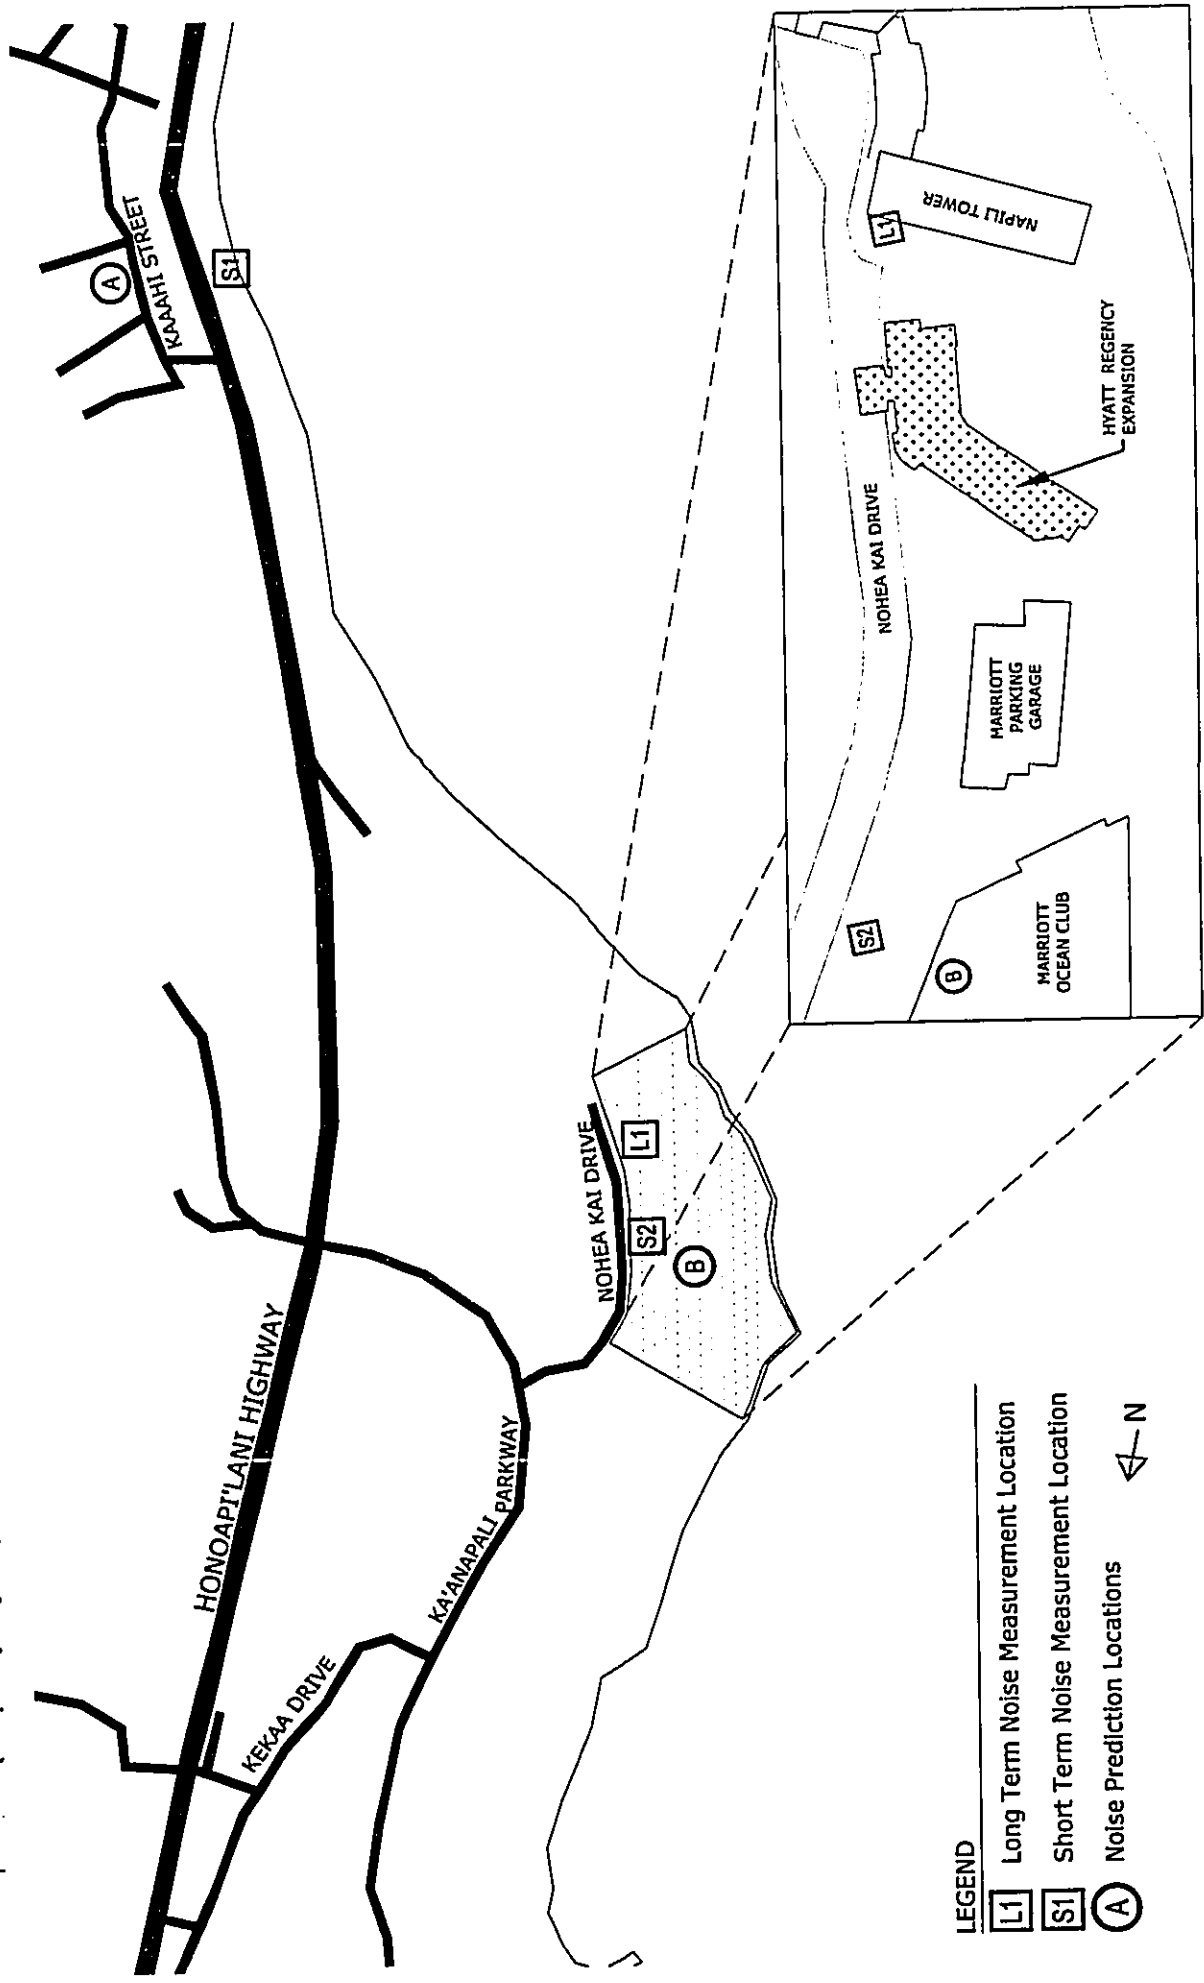 HONOAPI'LANI HIGHWAY
KEKAA DRIVE
KA'ANAPALI PARKWAY
NOHEA KAI DRIVE
KAAAHI STREET
A
S1
L1
S2
B
LEGEND
L1 Long Term Noise Measurement Location
S1 Short Term Noise Measurement Location
A Noise Prediction Locations
N
S2
B
MARRIOTT
OCEAN CLUB
MARRIOTT
PARKING
GARAGE
NOHEA KAI DRIVE
HYATT REGENCY
EXPANSION
L1
NAPILI TOWER